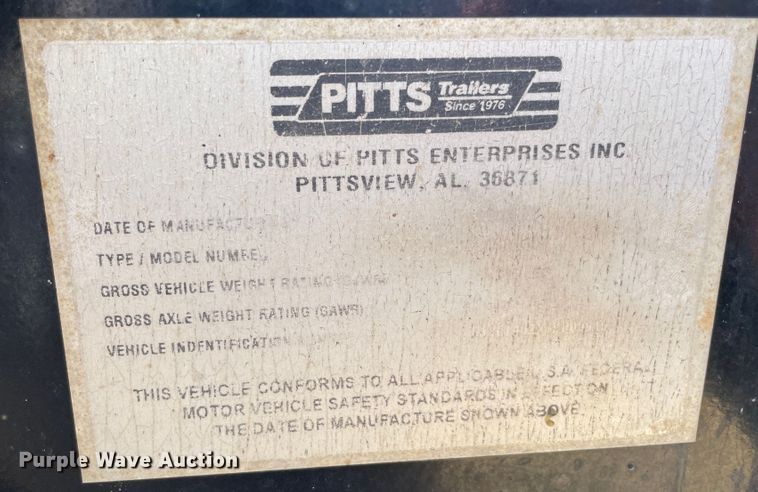 PITTS Trailers
Since 1976
DIVISION OF PITTS ENTERPRISES INC.
PITTSVIEW, AL. 36871
DATE OF MANUFACTURE
TYPE / MODEL NUMBER
GROSS VEHICLE WEIGHT RATING (GVWR)
GROSS AXLE WEIGHT RATING (GAWR)
VEHICLE INDENTIFICATION
THIS VEHICLE CONFORMS TO ALL APPLICABLE U.S.A. FEDERAL
MOTOR VEHICLE SAFETY STANDARDS IN EFFECT ON
THE DATE OF MANUFACTURE SHOWN ABOVE
Purple Wave Auction